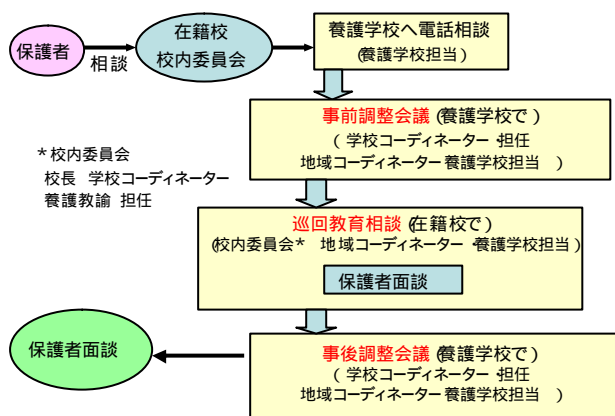 保護者
相談
在籍校
校内委員会
養護学校へ電話相談
(養護学校担当)
事前調整会議(養護学校で)
( 学校コーディネーター・担任
地域コーディネーター養護学校担当 )
*校内委員会
校長 学校コーディネーター
養護教諭 担任
巡回教育相談(在籍校で)
(校内委員会* 地域コーディネーター・養護学校担当)
保護者面談
事後調整会議(養護学校で)
( 学校コーディネーター・担任
地域コーディネーター養護学校担当 )
保護者面談